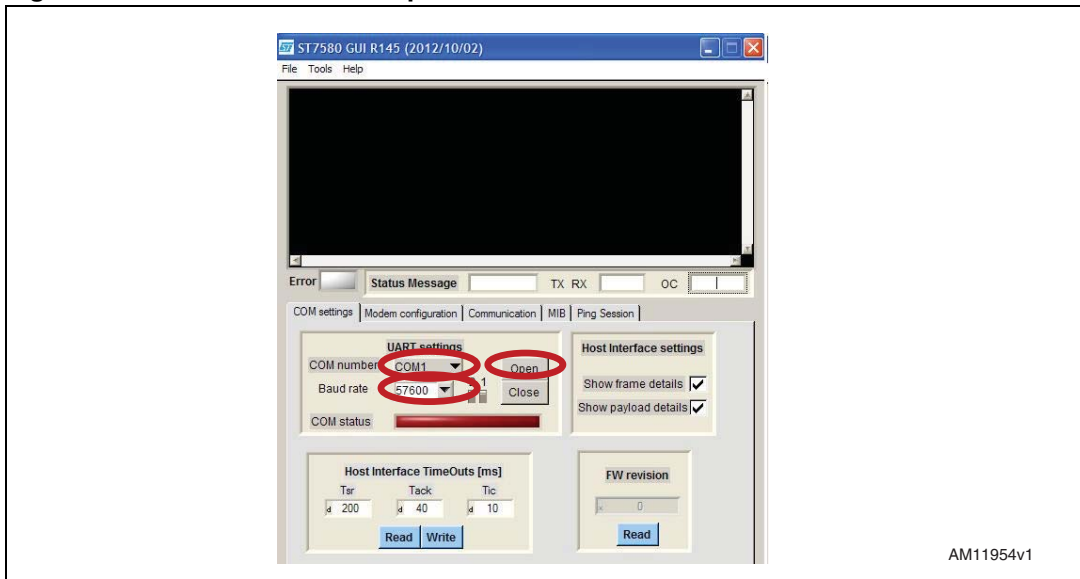 ST7580 GUI R145 (2012/10/02)
File Tools Help
Error Status Message TX RX OC
COM settings Modem configuration Communication MIB Ping Session
UART settings Host Interface settings
COM number COM1 Open
Baud rate 57600 1 Close Show frame details
Show payload details
COM status
Host Interface TimeOuts [ms] FW revision
Tsr Tack Tic
d 200 d 40 d 10 x 0
Read Write Read
AM11954v1